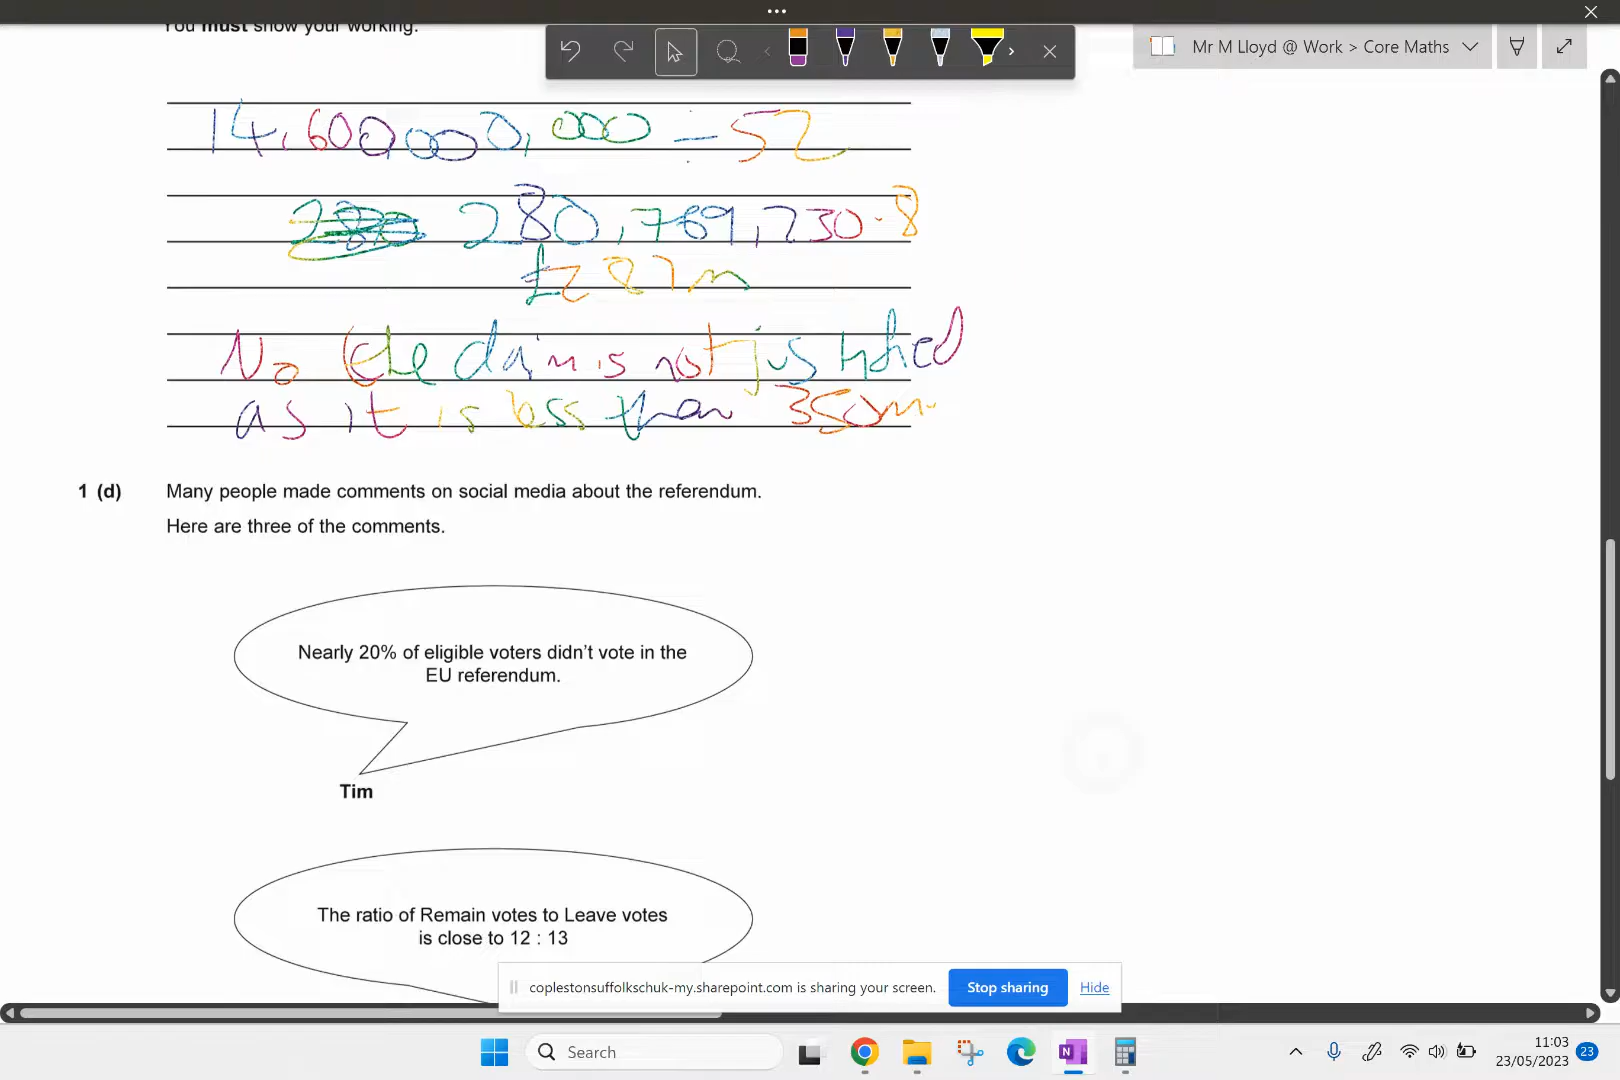 You must show your working.
Mr M Lloyd @ Work > Core Maths
14,600,000,000 ÷ 52
280,769,230.8
£281m
No the claim is not justified
as it is less than 350m.
1 (d) Many people made comments on social media about the referendum.
Here are three of the comments.
Nearly 20% of eligible voters didn't vote in the
EU referendum.
Tim
The ratio of Remain votes to Leave votes
is close to 12 : 13
coplestonsuffolkschuk-my.sharepoint.com is sharing your screen.
Stop sharing
Hide
Search
11:03
23/05/2023
23